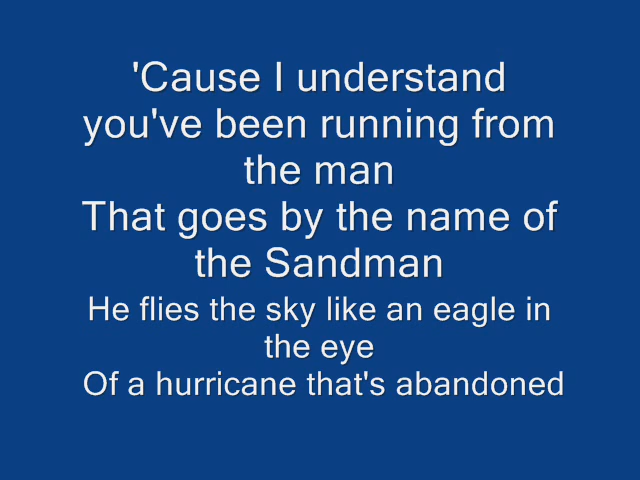 'Cause I understand
you've been running from
the man
That goes by the name of
the Sandman
He flies the sky like an eagle in
the eye
Of a hurricane that's abandoned